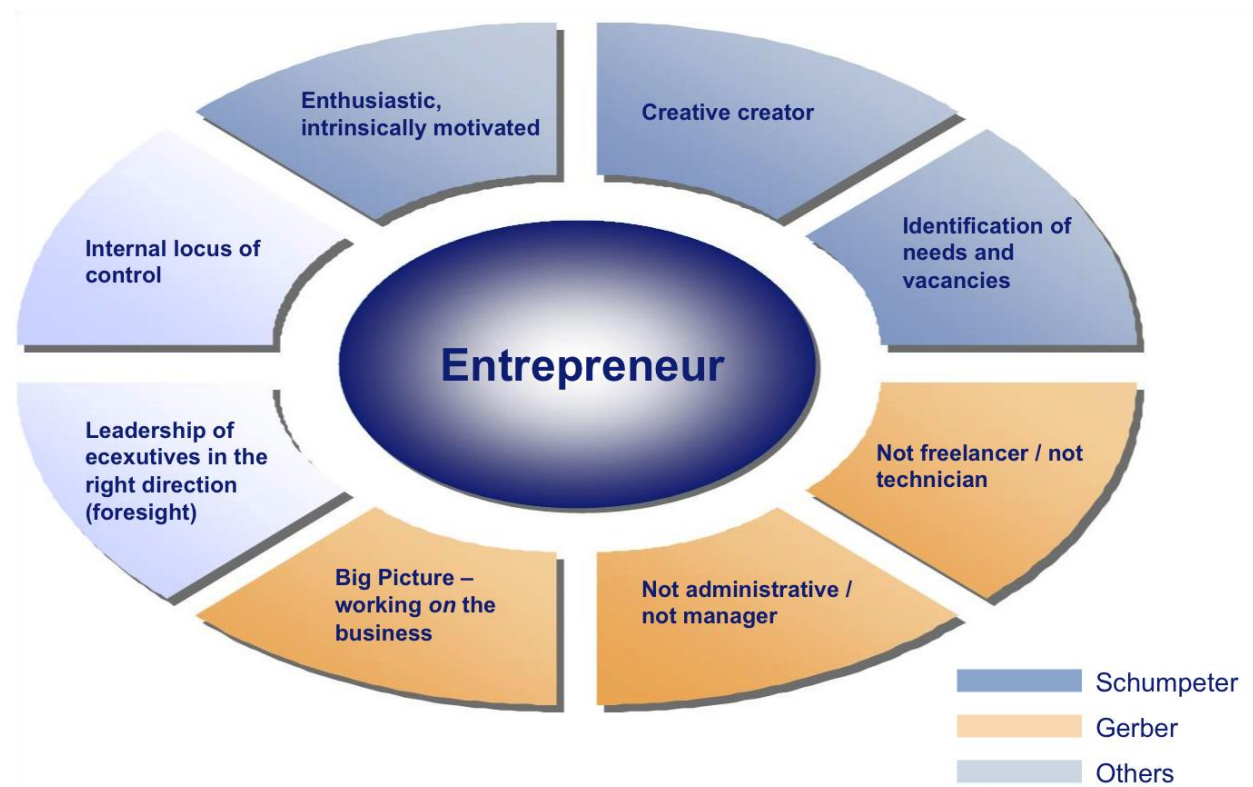 Enthusiastic,
intrinsically motivated
Creative creator
Identification of
needs and
vacancies
Internal locus of
control
Entrepreneur
Leadership of
ecexutives in the
right direction
(foresight)
Not freelancer / not
technician
Big Picture –
working on the
business
Not administrative /
not manager
Schumpeter
Gerber
Others